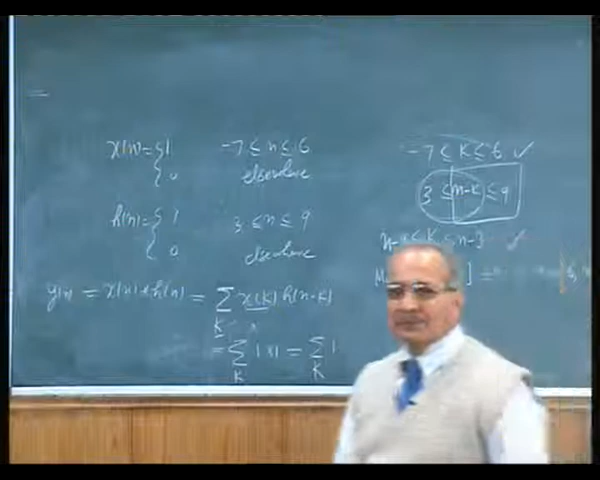 x(n) = { 1 -7 ≤ n ≤ 6
{ 0 elsewhere
h(n) = { 1 3 ≤ n ≤ 9
{ 0 elsewhere
y(n) = x(n) * h(n) = ∑ x(k) h(n-k)
k
= ∑ 1×1 = ∑ 1
k k
-7 ≤ k ≤ 6 ✓
3 ≤ n-k ≤ 9
n-9 ≤ k ≤ n-3 ✓